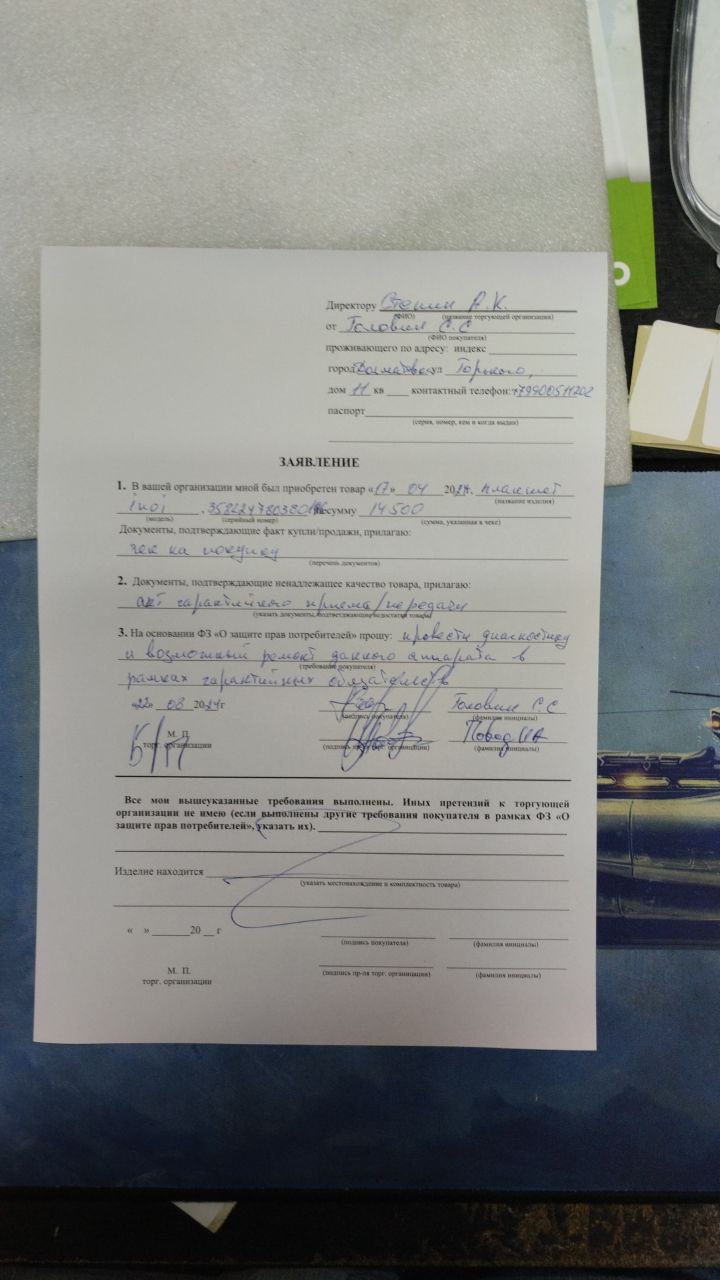 Директору Степин А.К.
(ФИО) (название торгующей организации)
от Головин С.С
(ФИО покупателя)
проживающего по адресу: индекс
город ул Горького,
дом 11 кв контактный телефон:+79900511202
паспорт
(серия, номер, кем и когда выдан)
ЗАЯВЛЕНИЕ
1. В вашей организации мной был приобретен товар «17» 04 2024, планшет
(название изделия)
inoi , на сумму 14500
(модель) (серийный номер) (сумма, указанная в чеке)
Документы, подтверждающие факт купли/продажи, прилагаю:
чек на покупку
(перечень документов)
2. Документы, подтверждающие ненадлежащее качество товара, прилагаю:
акт гарантийного приема/передачи
(указать документы, подтверждающие недостатки товара)
3. На основании ФЗ «О защите прав потребителей» прошу: провести диагностику
и возможный ремонт данного аппарата в
(требования покупателя)
рамках гарантийных обязательств
«22» 08 2024г Головин С.С
(подпись покупателя) (фамилия инициалы)
М. П.
Б/П
торг. организации (подпись пр-ля торг. организации) (фамилия инициалы)
Все мои вышеуказанные требования выполнены. Иных претензий к торгующей
организации не имею (если выполнены другие требования покупателя в рамках ФЗ «О
защите прав потребителей», указать их).
Изделие находится
(указать местонахождение и комплектность товара)
« » 20 г
(подпись покупателя) (фамилия инициалы)
М. П.
торг. организации (подпись пр-ля торг. организации) (фамилия инициалы)